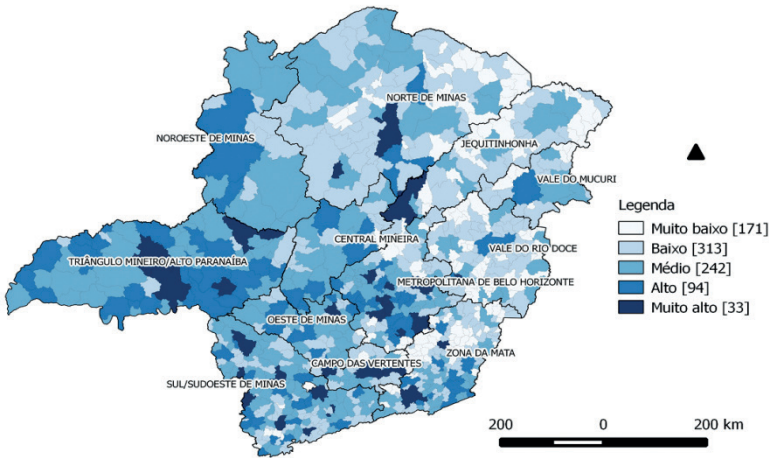 NORTE DE MINAS
NOROESTE DE MINAS
JEQUITINHONHA
VALE DO MUCURI
CENTRAL MINEIRA
VALE DO RIO DOCE
TRIÂNGULO MINEIRO/ALTO PARANAÍBA
METROPOLITANA DE BELO HORIZONTE
OESTE DE MINAS
ZONA DA MATA
CAMPO DAS VERTENTES
SUL/SUDOESTE DE MINAS
Legenda
Muito baixo [171]
Baixo [313]
Médio [242]
Alto [94]
Muito alto [33]
200 0 200 km